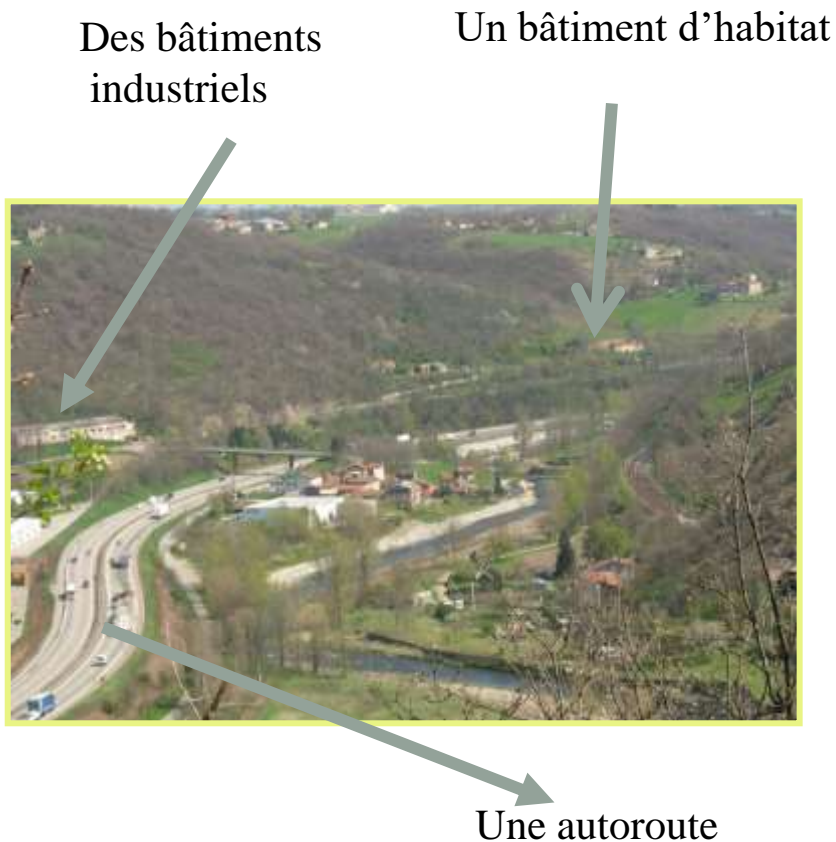 Des bâtiments
industriels
Un bâtiment d’habitat
Une autoroute